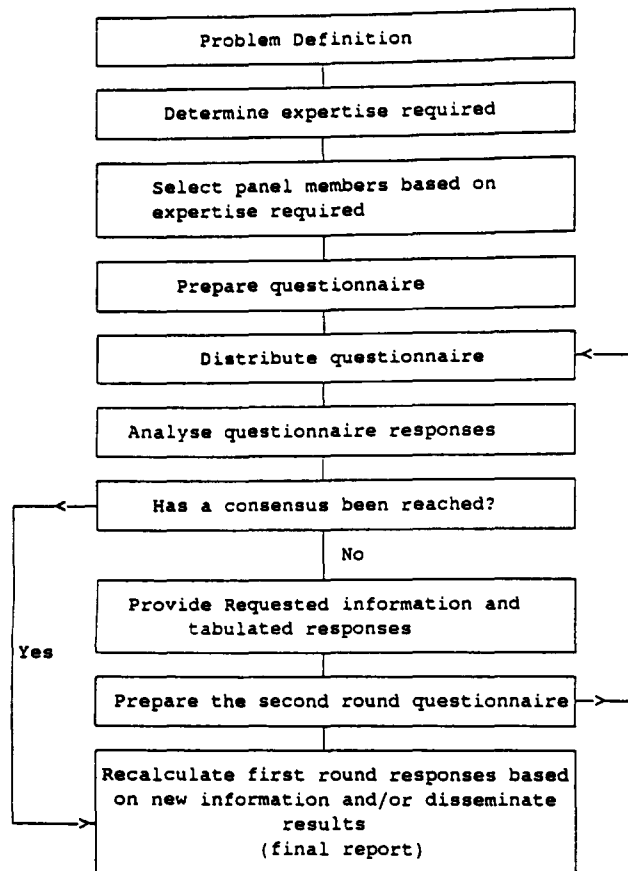 Problem Definition
Determine expertise required
Select panel members based on
expertise required
Prepare questionnaire
Distribute questionnaire
Analyse questionnaire responses
Has a consensus been reached?
No
Provide Requested information and
tabulated responses
Yes
Prepare the second round questionnaire
Recalculate first round responses based
on new information and/or disseminate
results
(final report)